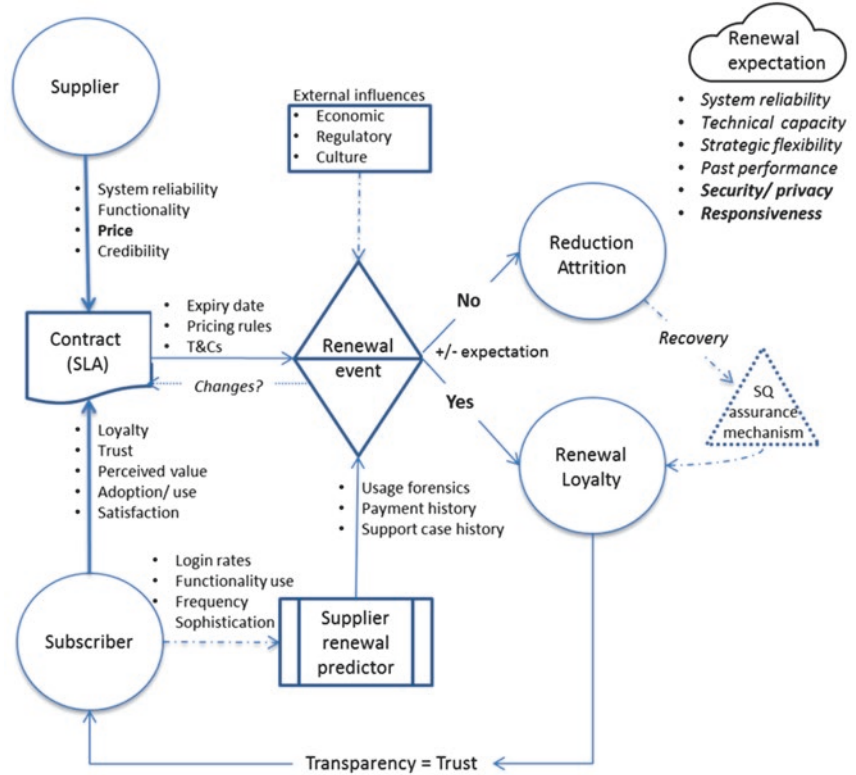 Supplier
• System reliability
• Functionality
• Price
• Credibility
External influences
• Economic
• Regulatory
• Culture
Renewal
expectation
• System reliability
• Technical capacity
• Strategic flexibility
• Past performance
• Security/ privacy
• Responsiveness
Contract
(SLA)
• Expiry date
• Pricing rules
• T&Cs
Changes?
Renewal
event
No
+/- expectation
Yes
Reduction
Attrition
Recovery
SQ
assurance
mechanism
Renewal
Loyalty
• Loyalty
• Trust
• Perceived value
• Adoption/ use
• Satisfaction
• Usage forensics
• Payment history
• Support case history
Subscriber
• Login rates
• Functionality use
• Frequency
Sophistication
Supplier
renewal
predictor
Transparency = Trust